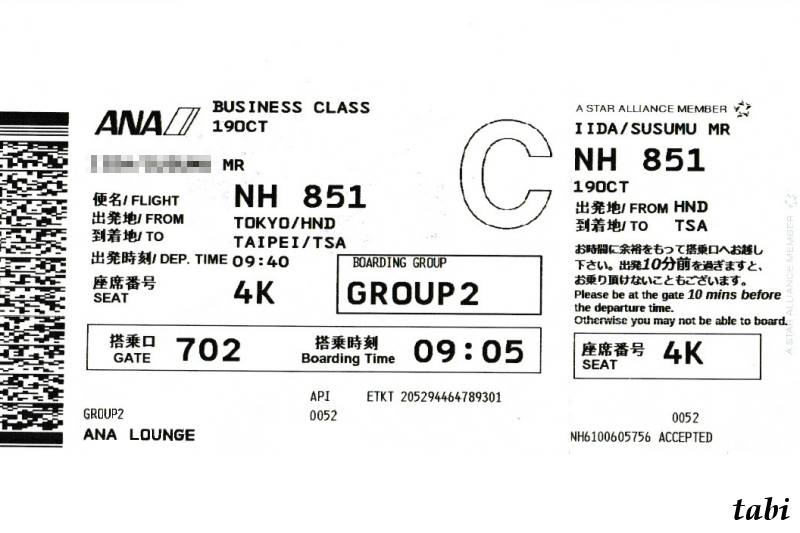 ANA
BUSINESS CLASS
19OCT
MR
便名/ FLIGHT NH 851
出発地/ FROM TOKYO/HND
到着地/ TO TAIPEI/TSA
出発時刻/ DEP. TIME 09:40
座席番号
SEAT
4K
BOARDING GROUP
GROUP2
C
搭乗口
GATE
702
搭乗時刻
Boarding Time
09:05
API ETKT 205294464789301
0052
GROUP2
ANA LOUNGE
A STAR ALLIANCE MEMBER
IIDA/SUSUMU MR
NH 851
19OCT
出発地/ FROM HND
到着地/ TO TSA
お時間に余裕をもって搭乗口へお越し
下さい。出発10分前を過ぎますと、
お乗り頂けないこともございます。
Please be at the gate 10 mins before
the departure time.
Otherwise you may not be able to board.
座席番号
SEAT
4K
0052
NH6100605756 ACCEPTED
A STAR ALLIANCE MEMBER
tabi